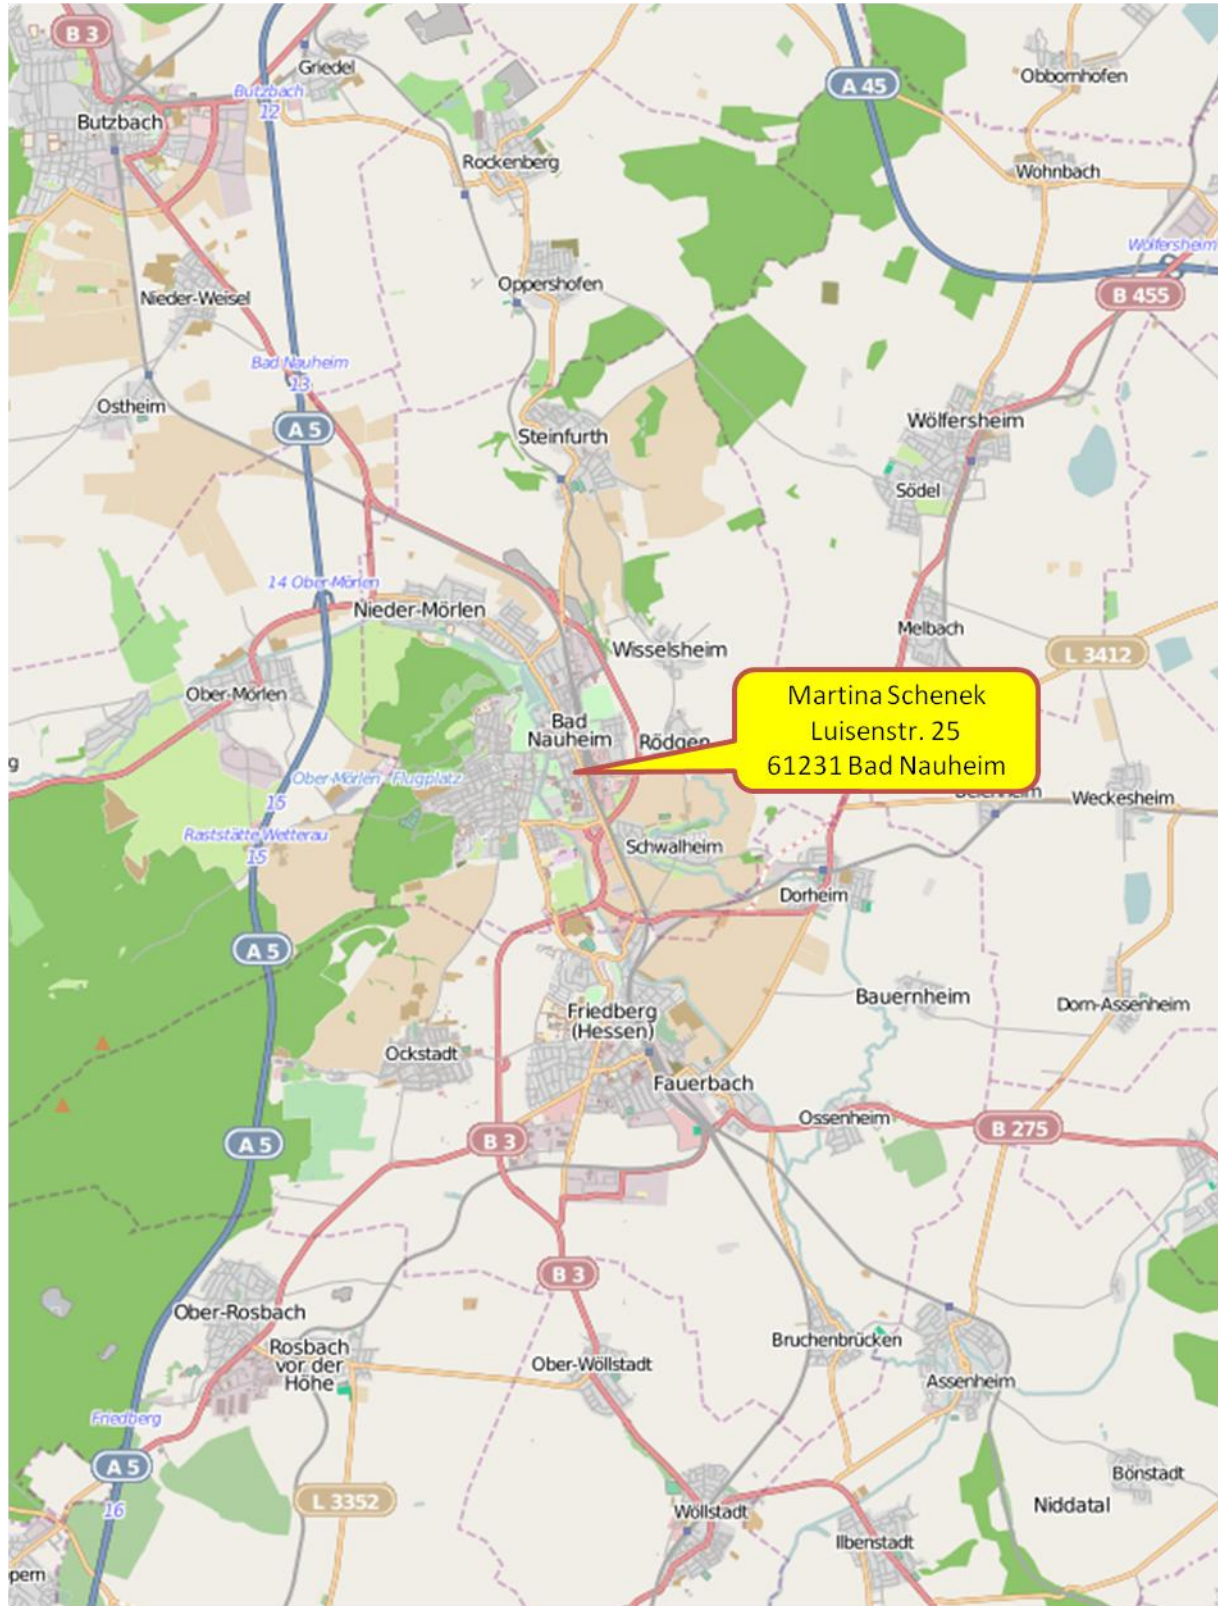 B 3
Griedel
Butzbach
12
Butzbach
A 45
Obbornhofen
Rockenberg
Wohnbach
Wölfersheim
Oppershofen
Nieder-Weisel
B 455
Bad Nauheim
13
Ostheim
A 5
Steinfurth
Wölfersheim
Södel
14 Ober-Mörlen
Nieder-Mörlen
Melbach
Wisselsheim
L 3412
Ober-Mörlen
Martina Schenek
Luisenstr. 25
61231 Bad Nauheim
Bad
Nauheim
Rödgen
g
Ober-Mörlen Flugplatz
15
Weckesheim
Raststätte Wetterau
15
Schwalheim
Dorheim
A 5
Bauernheim
Dorn-Assenheim
Friedberg
(Hessen)
Ockstadt
Fauerbach
Ossenheim
B 275
A 5
B 3
B 3
Ober-Rosbach
Rosbach
vor der
Höhe
Ober-Wöllstadt
Bruchenbrücken
Assenheim
Friedberg
A 5
16
L 3352
Bönstadt
Niddatal
Wöllstadt
Ilbenstadt
pern